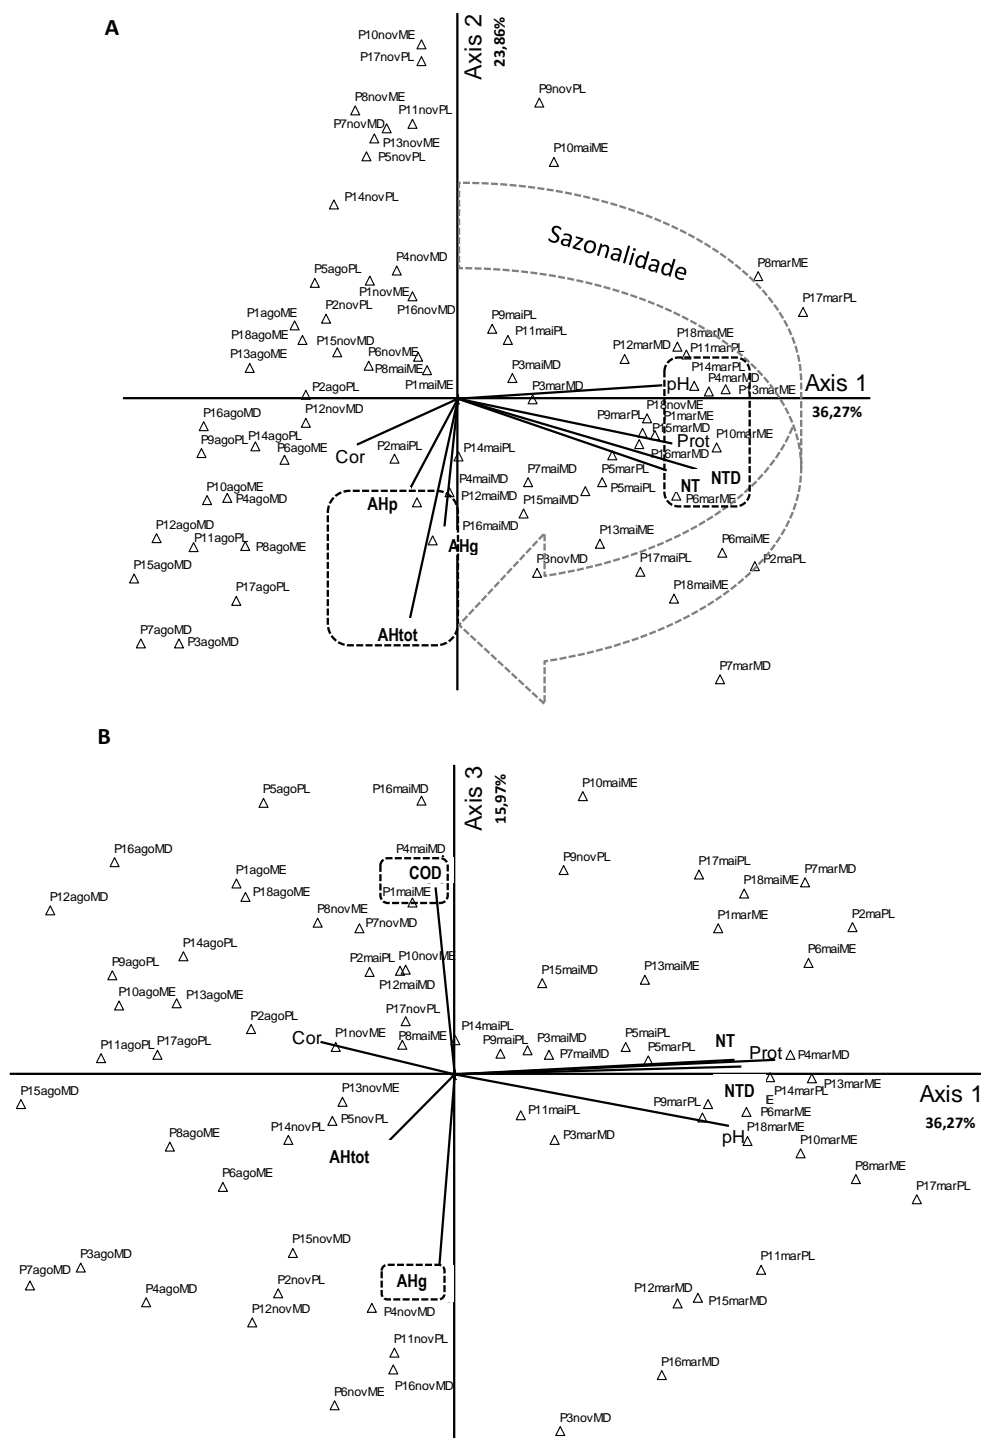 A
Axis 2
23,86%
P10novME
P17novPL
P9novPL
P8novME
P11novPL
P7novMD
P13novME
P5novPL
P10maiME
P14novPL
Sazonalidade
P4novMD
P8marME
P5agoPL
P1novME
P17marPL
P2novPL
P16novMD
P1agoME
P9maiPL
P18agoME
P15novMD
P11maiPL
P18marME
P13agoME
P6novME
P12marMD
P11marPL
P8maiME
P3maiMD
P14marPL
P1maiME
P3marMD
pH
P4marMD
P13marME
Axis 1
36,27%
P2agoPL
P16agoMD
P12novMD
P18novME
P9marPL
P1marME
P15marMD
P9agoPL
P14agoPL
P6agoME
Cor
P2maiPL
P14maiPL
Prot
P10marME
P16marMD
P7maiMD
P5marPL
NT
NTD
P10agoME
P4agoMD
P4maiMD
P12maiMD
P15maiMD
P5maiPL
P6marME
AHp
P12agoMD
P11agoPL
P8agoME
P16maiMD
P13maiME
AHg
P6maiME
P15agoMD
P3novMD
P17maiPL
P2maPL
P17agoPL
P18maiME
P7agoMD
P3agoMD
AHtot
P7marMD
B
Axis 3
15,97%
P5agoPL
P16maiMD
P10maiME
P16agoMD
P4maiMD
P9novPL
P17maiPL
P7marMD
P1agoME
COD
P12agoMD
P18agoME
P1maiME
P18maiME
P8novME
P7novMD
P1marME
P2maPL
P14agoPL
P6maiME
P9agoPL
P2maiPL
P10novME
P12maiMD
P15maiMD
P13maiME
P10agoME
P13agoME
P2agoPL
P17novPL
Cor
P1novME
P8maiME
P14maiPL
P11agoPL
P17agoPL
P9maiPL
P3maiMD
P7maiMD
P5maiPL
P5marPL
NT
Prot
P4marMD
P15agoMD
P13novME
NTD
E
P14marPL
P13marME
Axis 1
36,27%
P5novPL
P11maiPL
P9marPL
P6marME
P8agoME
P14novPL
AHtot
P3marMD
pH
P18marME
P10marME
P6agoME
P8marME
P17marPL
P15novMD
P3agoMD
P7agoMD
P2novPL
AHg
P11marPL
P4agoMD
P12novMD
P4novMD
P12marMD
P15marMD
P11novPL
P16novMD
P16marMD
P6novME
P3novMD